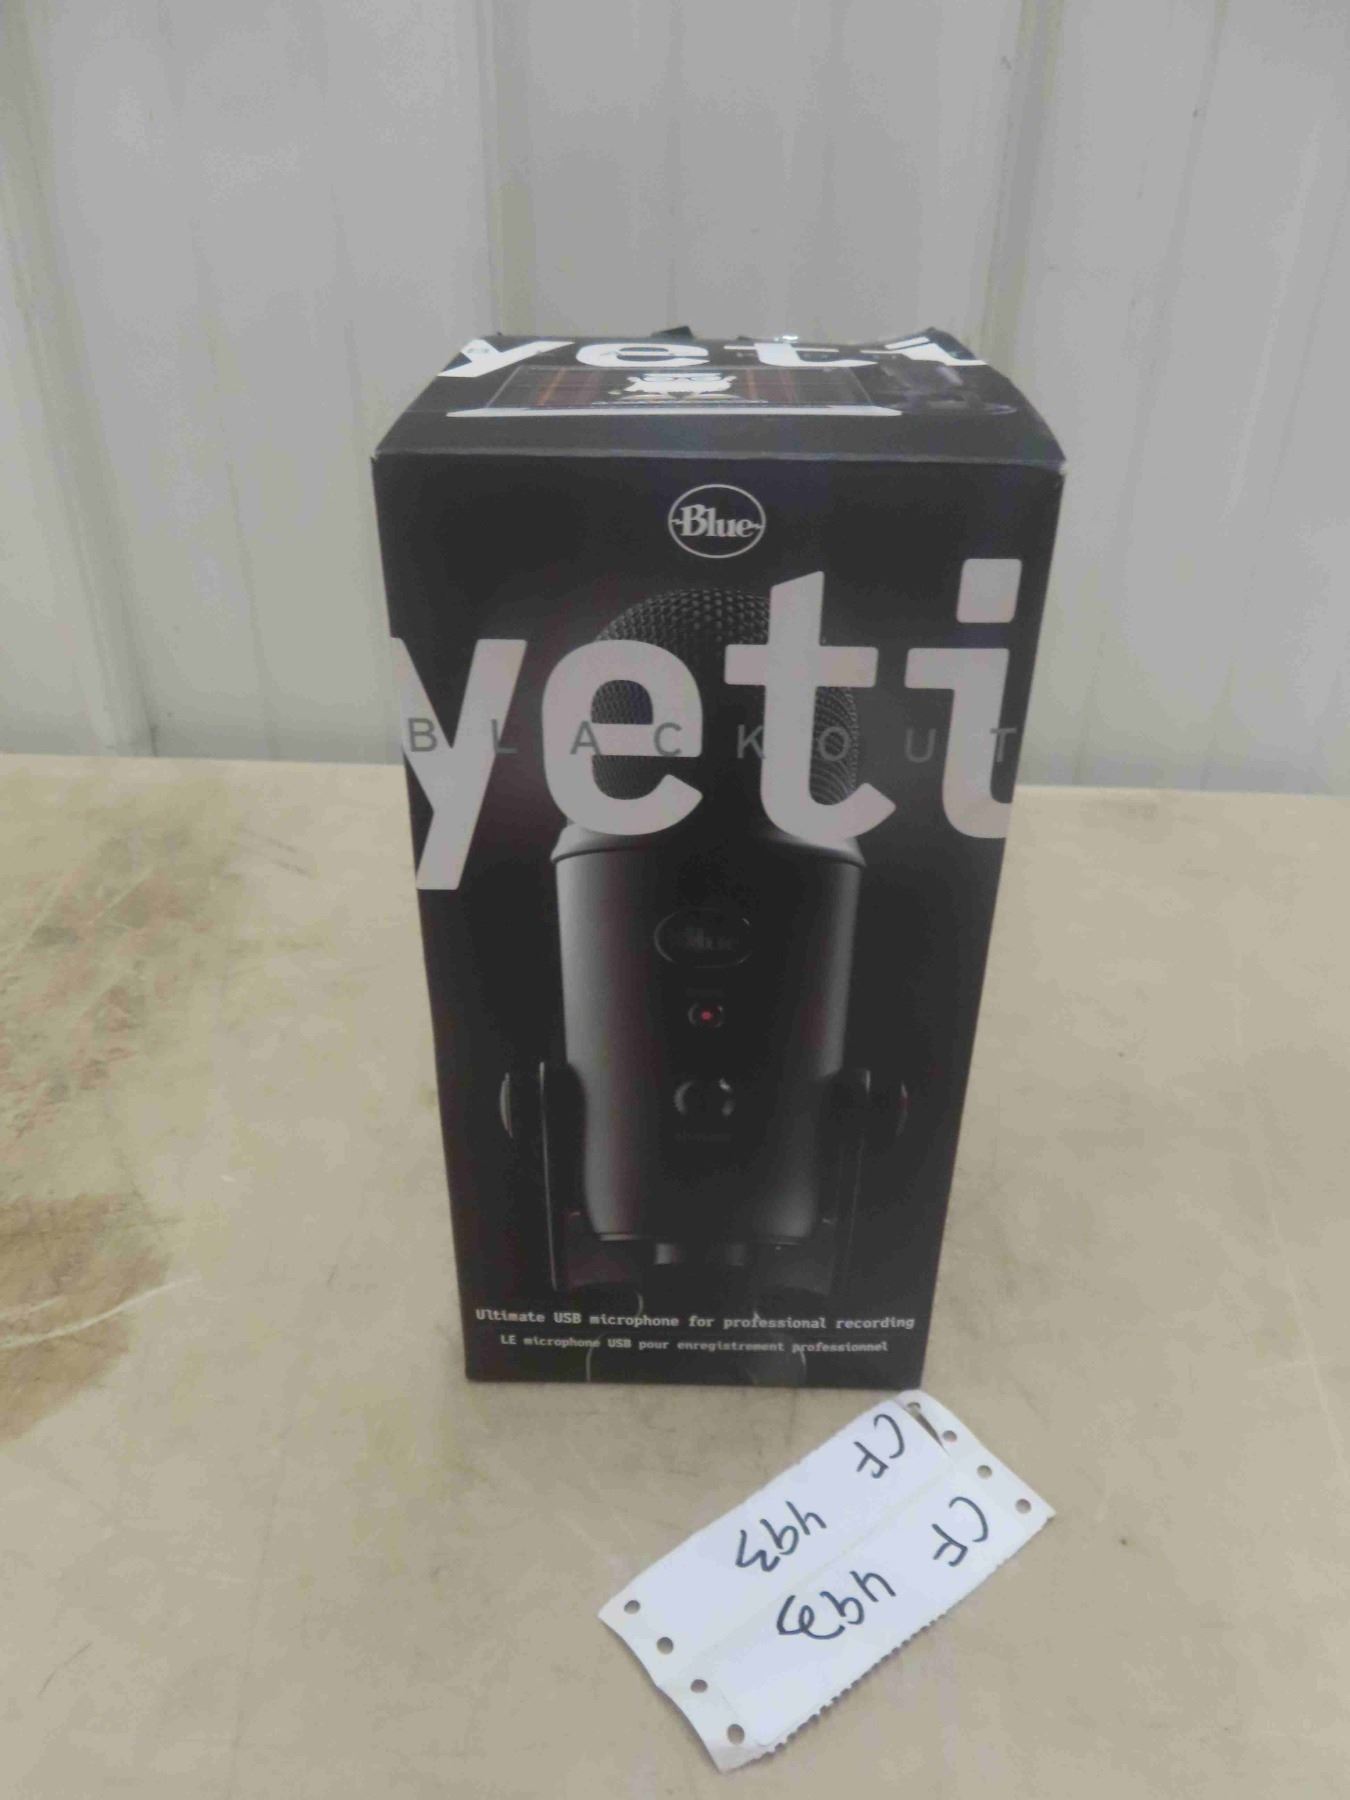 yeti
Blue
yeti
BLACKOUT
Blue
Ultimate USB microphone for professional recording
LE microphone USB pour enregistrement professionnel
CF 493
CF 493